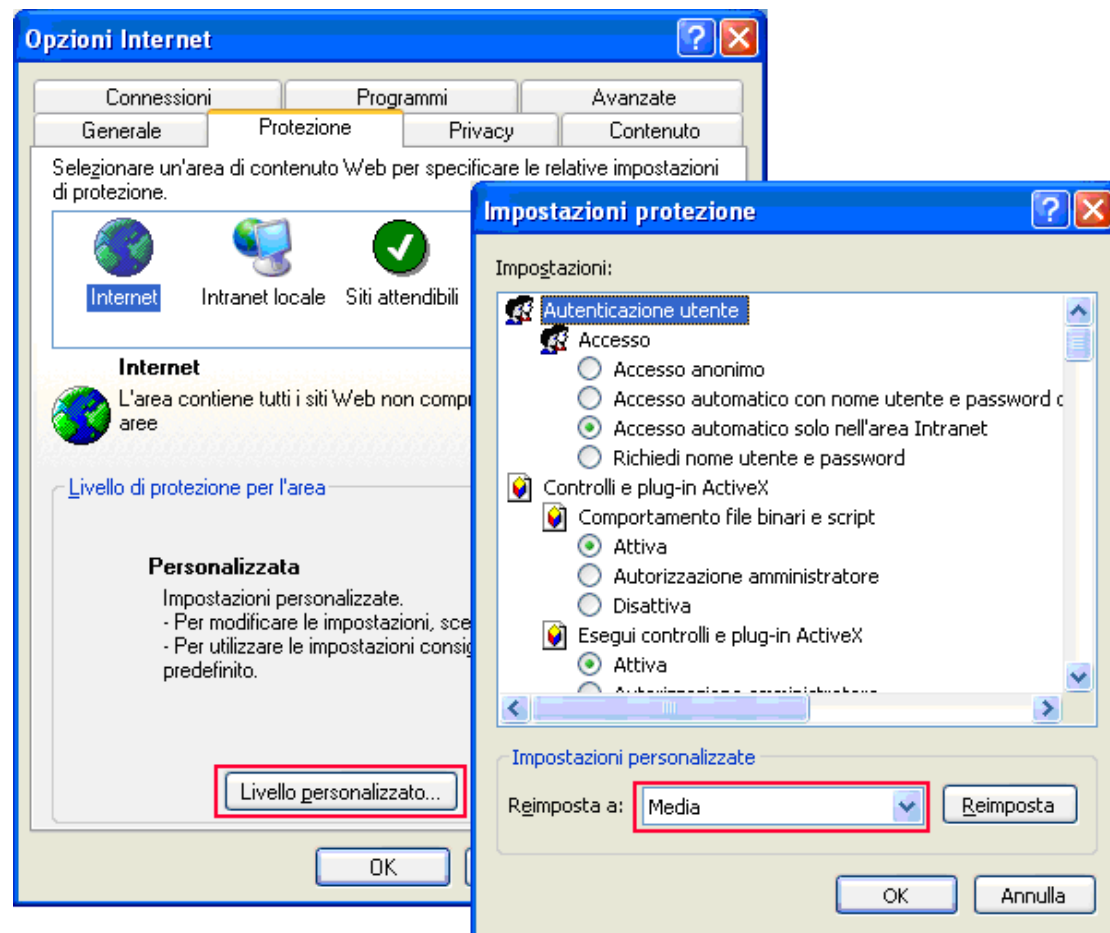 Opzioni Internet
Connessioni Programmi Avanzate
Generale Protezione Privacy Contenuto
Selezionare un'area di contenuto Web per specificare le relative impostazioni
di protezione.
Internet Intranet locale Siti attendibili
Internet
L'area contiene tutti i siti Web non
aree
Livello di protezione per l'area
Personalizzata
Impostazioni personalizzate.
- Per modificare le impostazioni,
- Per utilizzare le impostazioni
predefinito.
Livello personalizzato...
OK
Impostazioni protezione
Impostazioni:
Autenticazione utente
Accesso
Accesso anonimo
Accesso automatico con nome utente e password
Accesso automatico solo nell'area Intranet
Richiedi nome utente e password
Controlli e plug-in ActiveX
Comportamento file binari e script
Attiva
Autorizzazione amministratore
Disattiva
Esegui controlli e plug-in ActiveX
Attiva
Impostazioni personalizzate
Reimposta a: Media Reimposta
OK Annulla